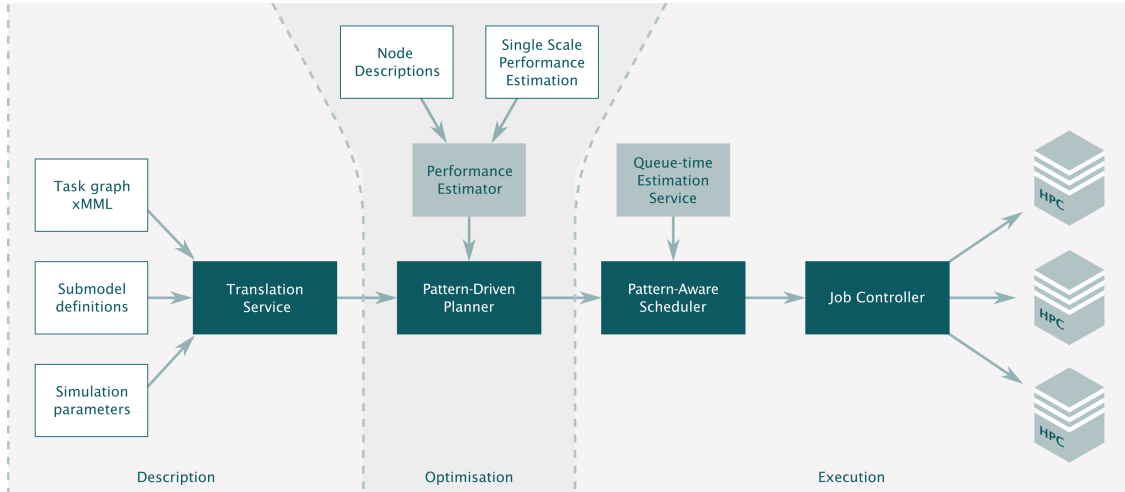 Node
Descriptions
Single Scale
Performance
Estimation
Task graph
xMML
Performance
Estimator
Queue-time
Estimation
Service
HPC
Submodel
definitions
Translation
Service
Pattern-Driven
Planner
Pattern-Aware
Scheduler
Job Controller
HPC
Simulation
parameters
HPC
Description
Optimisation
Execution